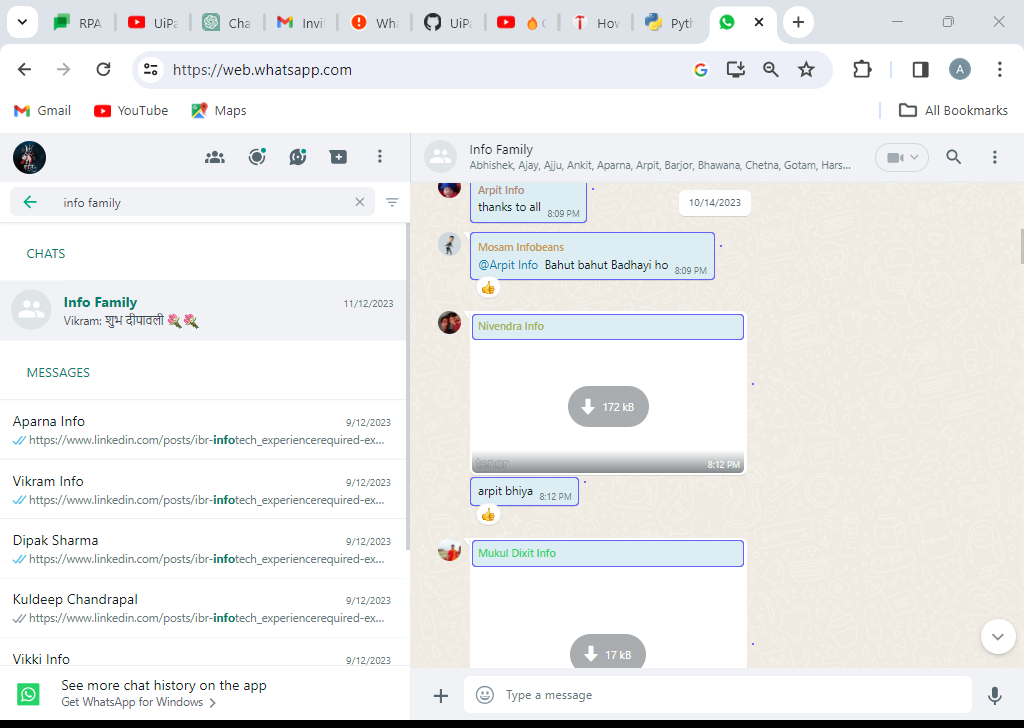 RPA
UiPa
Cha
Invi
Wha
UiPa
How
Pyth
https://web.whatsapp.com
A
Gmail
YouTube
Maps
All Bookmarks
info family
CHATS
Info Family
11/12/2023
Vikram: शुभ दीपावली 💐💐
MESSAGES
Aparna Info
9/12/2023
https://www.linkedin.com/posts/ibr-infotech_experiencerequired-ex...
Vikram Info
9/12/2023
https://www.linkedin.com/posts/ibr-infotech_experiencerequired-ex...
Dipak Sharma
9/12/2023
https://www.linkedin.com/posts/ibr-infotech_experiencerequired-ex...
Kuldeep Chandrapal
9/12/2023
https://www.linkedin.com/posts/ibr-infotech_experiencerequired-ex...
Vikki Info
9/12/2023
See more chat history on the app
Get WhatsApp for Windows
Info Family
Abhishek, Ajay, Ajju, Ankit, Aparna, Arpit, Barjor, Bhawana, Chetna, Gotam, Hars...
10/14/2023
Arpit Info
thanks to all
8:09 PM
Mosam Infobeans
@Arpit Info Bahut bahut Badhayi ho
8:09 PM
👍
Nivendra Info
172 kB
tenor
8:12 PM
arpit bhiya
8:12 PM
👍
Mukul Dixit Info
17 kB
Type a message